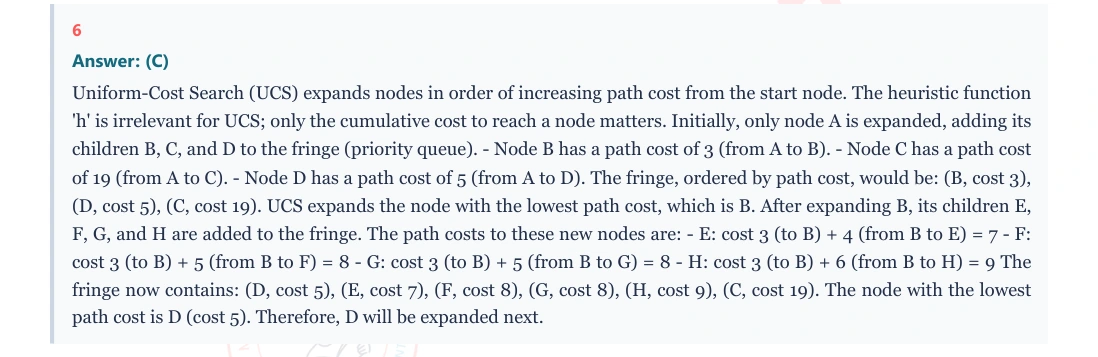 6
Answer: (C)
Uniform-Cost Search (UCS) expands nodes in order of increasing path cost from the start node. The heuristic function
'h' is irrelevant for UCS; only the cumulative cost to reach a node matters. Initially, only node A is expanded, adding its
children B, C, and D to the fringe (priority queue). - Node B has a path cost of 3 (from A to B). - Node C has a path cost
of 19 (from A to C). - Node D has a path cost of 5 (from A to D). The fringe, ordered by path cost, would be: (B, cost 3),
(D, cost 5), (C, cost 19). UCS expands the node with the lowest path cost, which is B. After expanding B, its children E,
F, G, and H are added to the fringe. The path costs to these new nodes are: - E: cost 3 (to B) + 4 (from B to E) = 7 - F:
cost 3 (to B) + 5 (from B to F) = 8 - G: cost 3 (to B) + 5 (from B to G) = 8 - H: cost 3 (to B) + 6 (from B to H) = 9 The
fringe now contains: (D, cost 5), (E, cost 7), (F, cost 8), (G, cost 8), (H, cost 9), (C, cost 19). The node with the lowest
path cost is D (cost 5). Therefore, D will be expanded next.